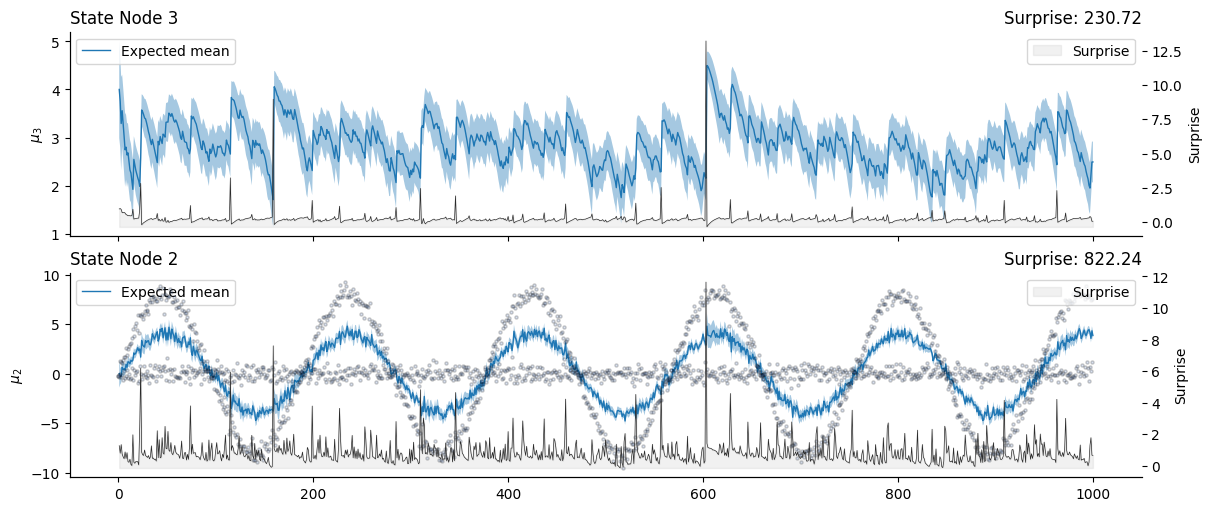 State Node 3
Surprise: 230.72
Expected mean
Surprise
5
4
3
2
1
μ3
12.5
10.0
7.5
5.0
2.5
0.0
Surprise
State Node 2
Surprise: 822.24
Expected mean
Surprise
10
5
0
−5
−10
μ2
12
10
8
6
4
2
0
Surprise
0
200
400
600
800
1000